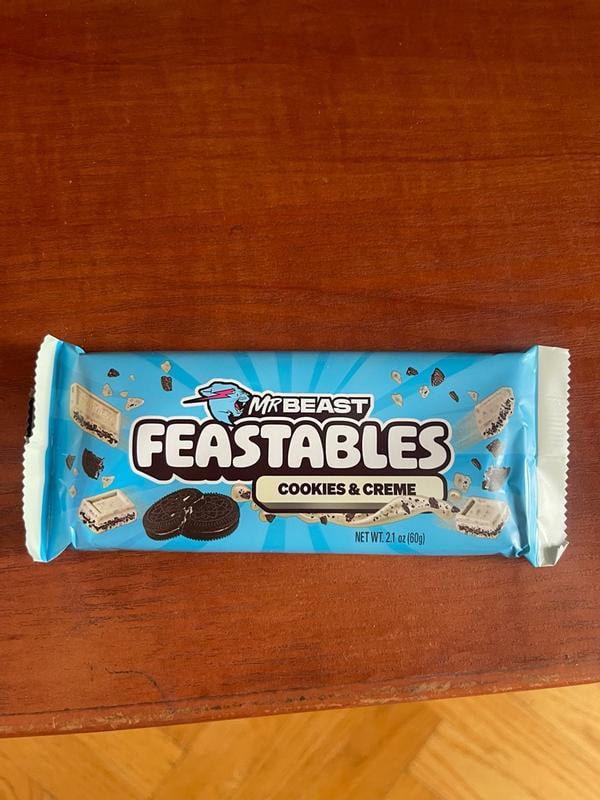 MRBEAST
FEASTABLES
COOKIES & CREME
NET WT. 2.1 oz (60g)